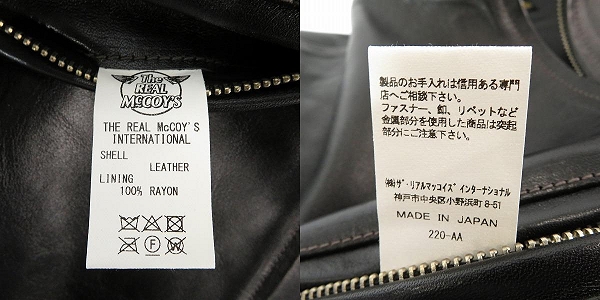 The
REAL
McCOY'S
THE REAL McCOY'S
INTERNATIONAL
SHELL
LEATHER
LINING
100% RAYON
F
W
製品のお手入れは信用ある専門
店へご相談下さい。
ファスナー、釦、リベットなど
金属部分を使用した商品は突起
部分にご注意下さい。
㈱ザ・リアルマッコイズ インターナショナル
神戸市中央区小野浜町8-51
MADE IN JAPAN
220-AA